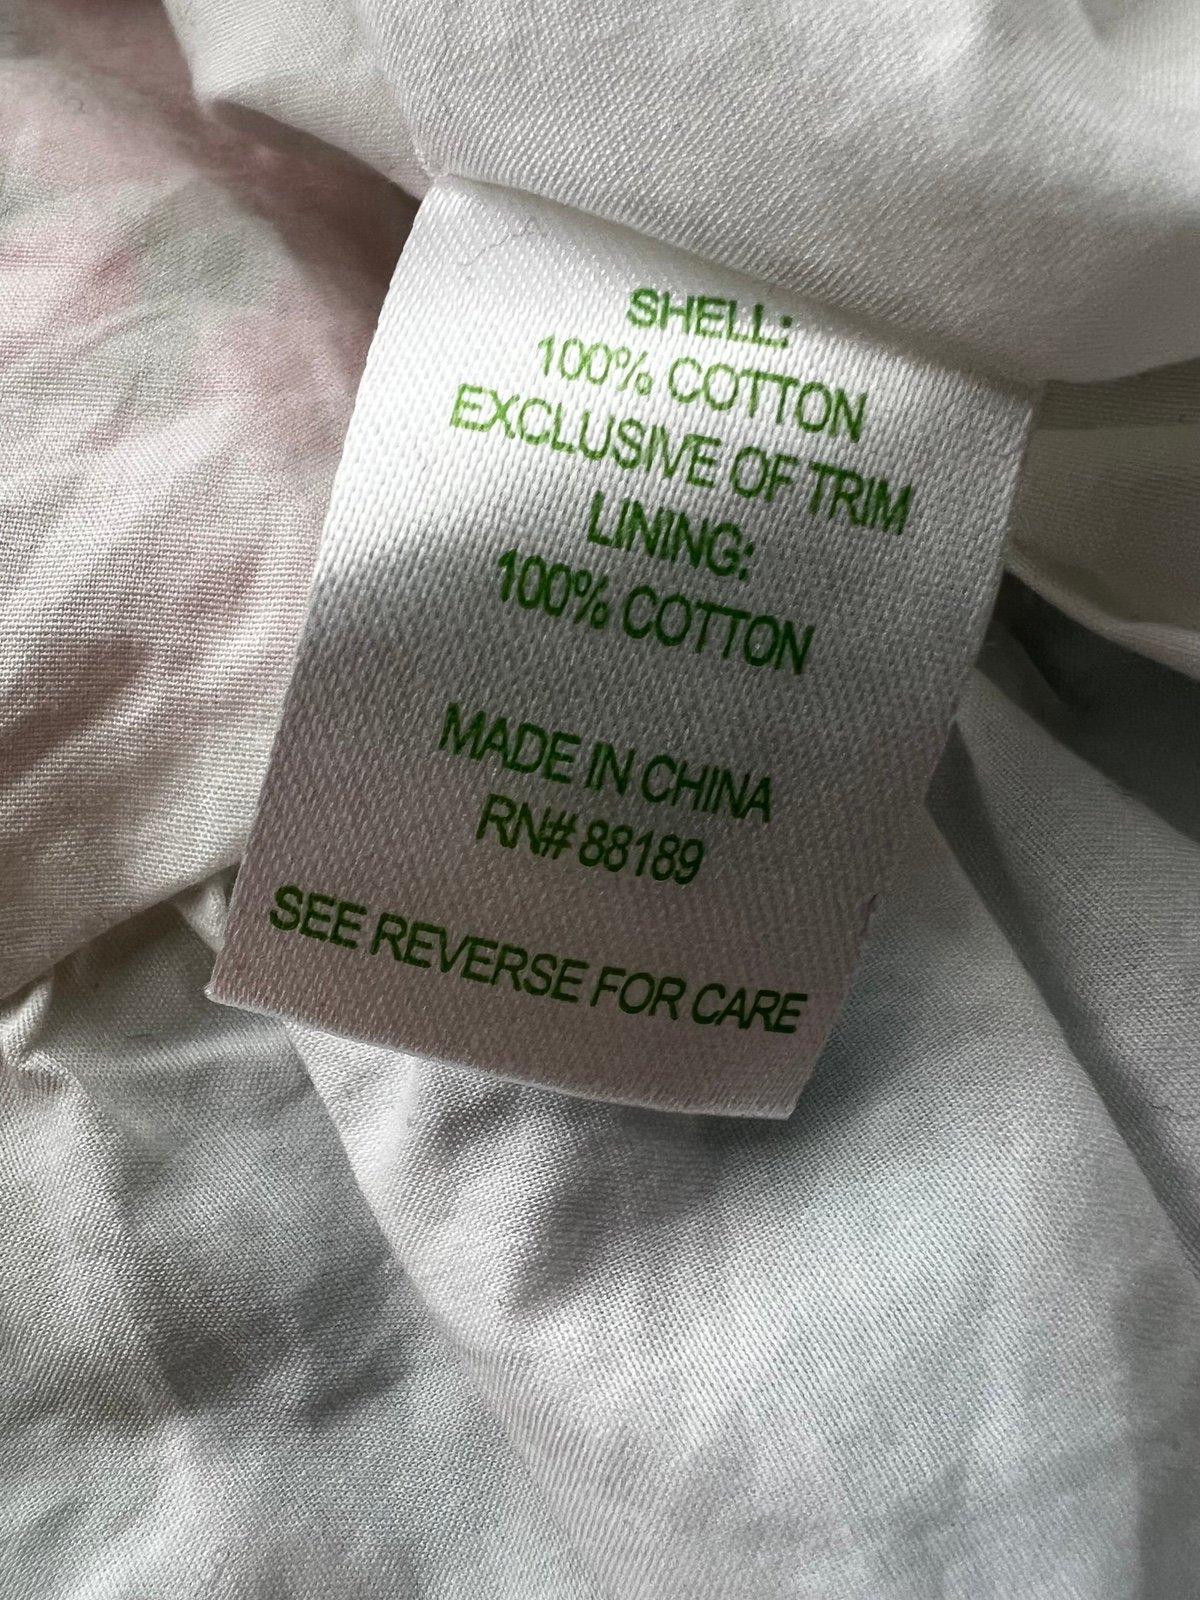 SHELL:
100% COTTON
EXCLUSIVE OF TRIM
LINING:
100% COTTON
MADE IN CHINA
RN# 88189
SEE REVERSE FOR CARE